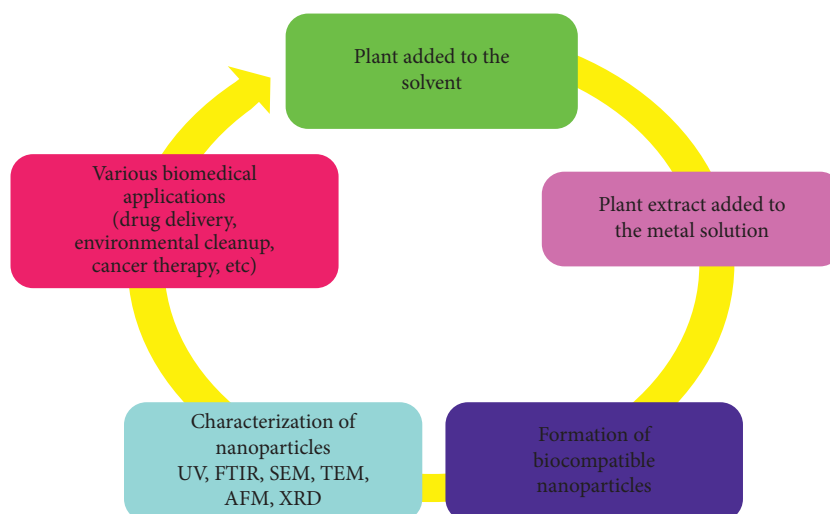 Plant added to the
solvent
Plant extract added to
the metal solution
Formation of
biocompatible
nanoparticles
Characterization of
nanoparticles
UV, FTIR, SEM, TEM,
AFM, XRD
Various biomedical
applications
(drug delivery,
environmental cleanup,
cancer therapy, etc)